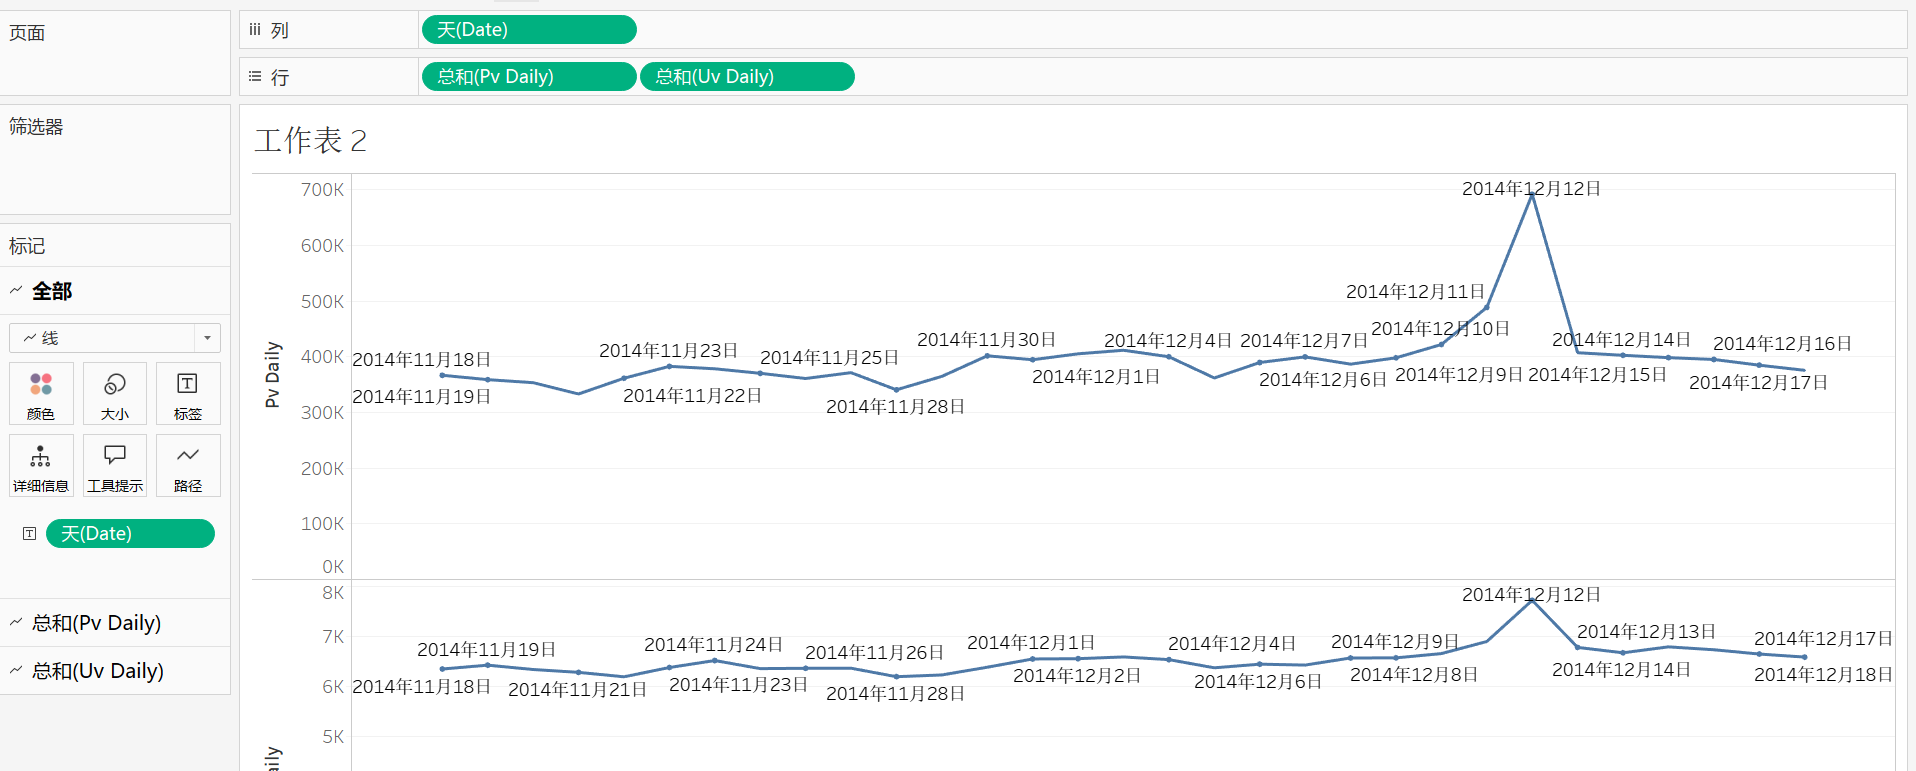 页面
筛选器
标记
全部
线
颜色
大小
标签
详细信息
工具提示
路径
天(Date)
总和(Pv Daily)
总和(Uv Daily)
列
天(Date)
行
总和(Pv Daily) 总和(Uv Daily)
工作表 2
Pv Daily
700K
600K
500K
400K
300K
200K
100K
0K
2014年12月12日
2014年12月11日
2014年12月10日
2014年11月30日
2014年12月4日
2014年12月7日
2014年12月14日
2014年12月16日
2014年11月23日
2014年11月25日
2014年11月18日
2014年12月1日
2014年12月6日
2014年12月9日
2014年12月15日
2014年12月17日
2014年11月19日
2014年11月22日
2014年11月28日
aily
8K
7K
6K
5K
2014年12月12日
2014年11月19日
2014年11月24日
2014年11月26日
2014年12月1日
2014年12月4日
2014年12月9日
2014年12月13日
2014年12月17日
2014年11月18日
2014年11月21日
2014年11月23日
2014年11月28日
2014年12月2日
2014年12月6日
2014年12月8日
2014年12月14日
2014年12月18日